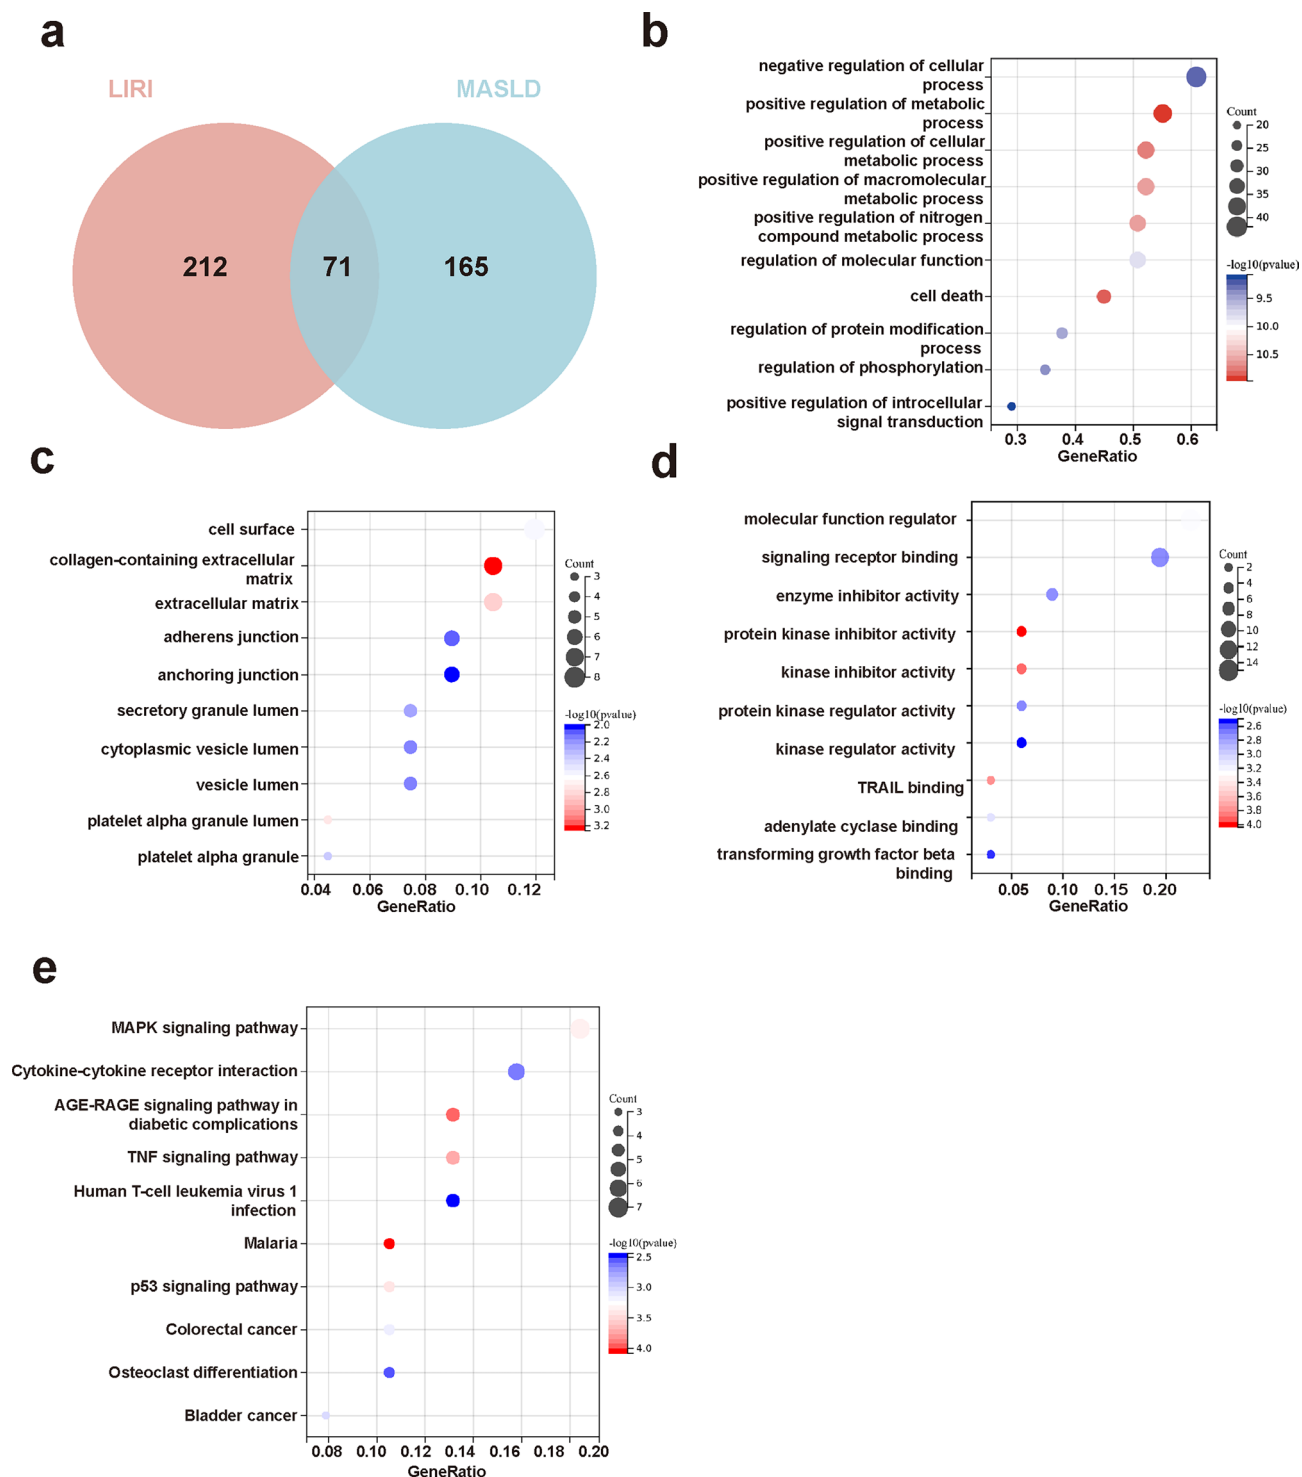 a
LIRI
MASLD
212
71
165
b
negative regulation of cellular
process
positive regulation of metabolic
process
positive regulation of cellular
metabolic process
positive regulation of macromolecular
metabolic process
positive regulation of nitrogen
compound metabolic process
regulation of molecular function
cell death
regulation of protein modification
process
regulation of phosphorylation
positive regulation of introcellular
signal transduction
0.3 0.4 0.5 0.6
GeneRatio
Count
20
25
30
35
40
-log10(pvalue)
9.5
10.0
10.5
c
cell surface
collagen-containing extracellular
matrix
extracellular matrix
adherens junction
anchoring junction
secretory granule lumen
cytoplasmic vesicle lumen
vesicle lumen
platelet alpha granule lumen
platelet alpha granule
0.04 0.06 0.08 0.10 0.12
GeneRatio
Count
3
4
5
6
7
8
-log10(pvalue)
2.0
2.2
2.4
2.6
2.8
3.0
3.2
d
molecular function regulator
signaling receptor binding
enzyme inhibitor activity
protein kinase inhibitor activity
kinase inhibitor activity
protein kinase regulator activity
kinase regulator activity
TRAIL binding
adenylate cyclase binding
transforming growth factor beta
binding
0.05 0.10 0.15 0.20
GeneRatio
Count
2
4
6
8
10
12
14
-log10(pvalue)
2.6
2.8
3.0
3.2
3.4
3.6
3.8
4.0
e
MAPK signaling pathway
Cytokine-cytokine receptor interaction
AGE-RAGE signaling pathway in
diabetic complications
TNF signaling pathway
Human T-cell leukemia virus 1
infection
Malaria
p53 signaling pathway
Colorectal cancer
Osteoclast differentiation
Bladder cancer
0.08 0.10 0.12 0.14 0.16 0.18 0.20
GeneRatio
Count
3
4
5
6
7
-log10(pvalue)
2.5
3.0
3.5
4.0